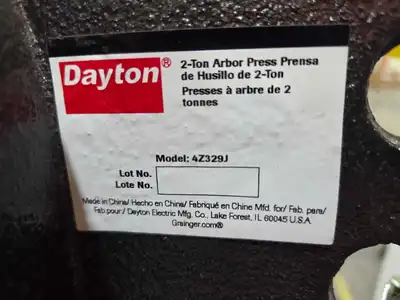 Dayton®
2-Ton Arbor Press Prensa
de Husillo de 2-Ton
Presses à arbre de 2
tonnes
Model: 4Z329J
Lot No.
Lote No.
Made in China/ Hecho en China/ Fabriqué en Chine Mfd. for/ Fab. para/
Fab.pour/ Dayton Electric Mfg. Co., Lake Forest, IL 60045 U.S.A.
Grainger.com®